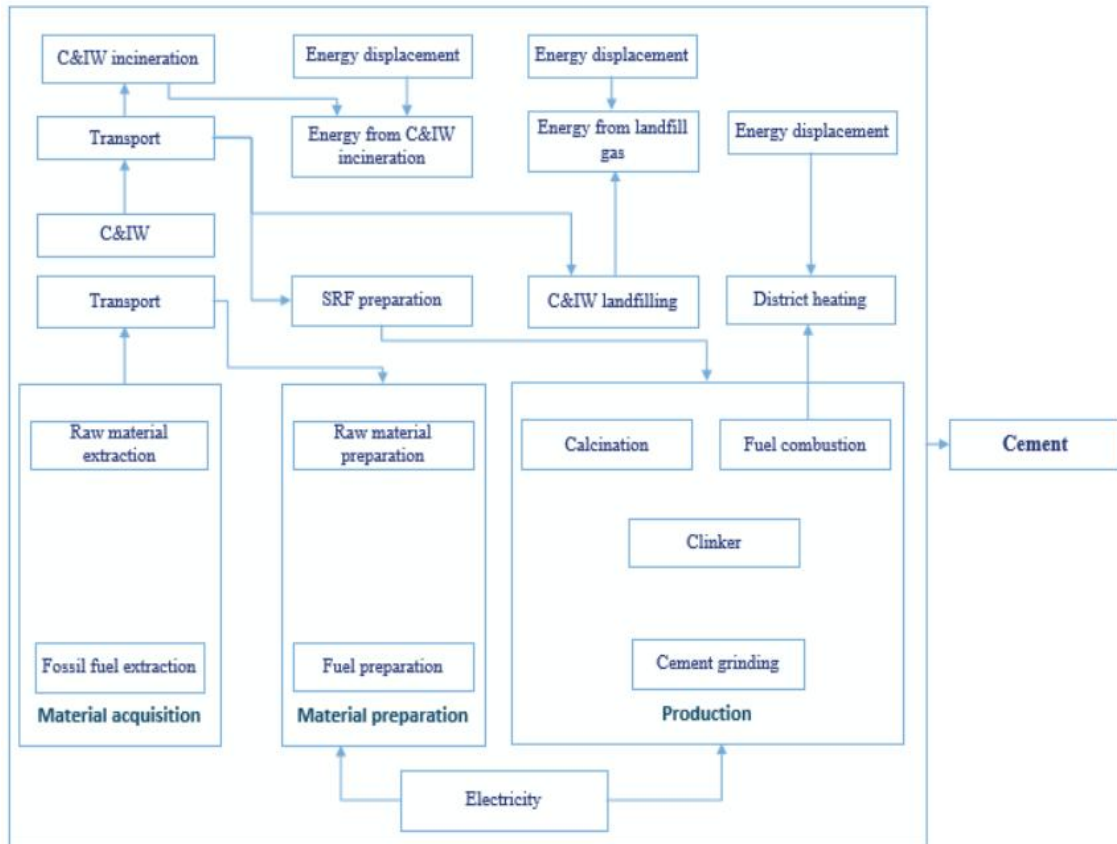 C&IW incineration
Energy displacement
Energy displacement
Transport
Energy from C&IW
incineration
Energy from landfill
gas
Energy displacement
C&IW
Transport
SRF preparation
C&IW landfilling
District heating
Raw material
extraction
Raw material
preparation
Calcination
Fuel combustion
Cement
Clinker
Fossil fuel extraction
Fuel preparation
Cement grinding
Material acquisition
Material preparation
Production
Electricity